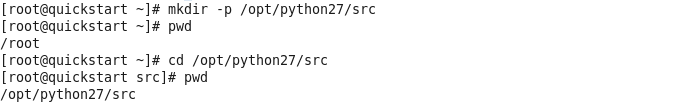 [root@quickstart ~]# mkdir -p /opt/python27/src
[root@quickstart ~]# pwd
/root
[root@quickstart ~]# cd /opt/python27/src
[root@quickstart src]# pwd
/opt/python27/src